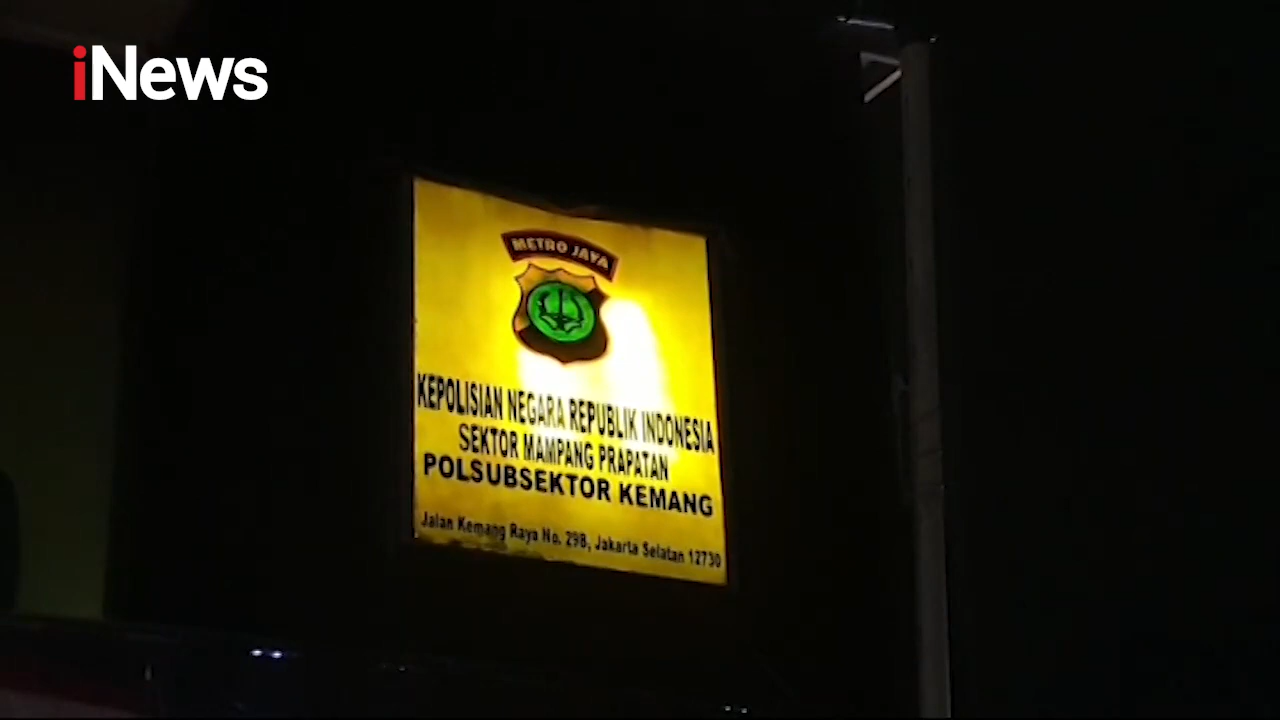 iNews
METRO JAYA
KEPOLISIAN NEGARA REPUBLIK INDONESIA
SEKTOR MAMPANG PRAPATAN
POLSUBSEKTOR KEMANG
Jalan Kemang Raya No. 29B, Jakarta Selatan 12730